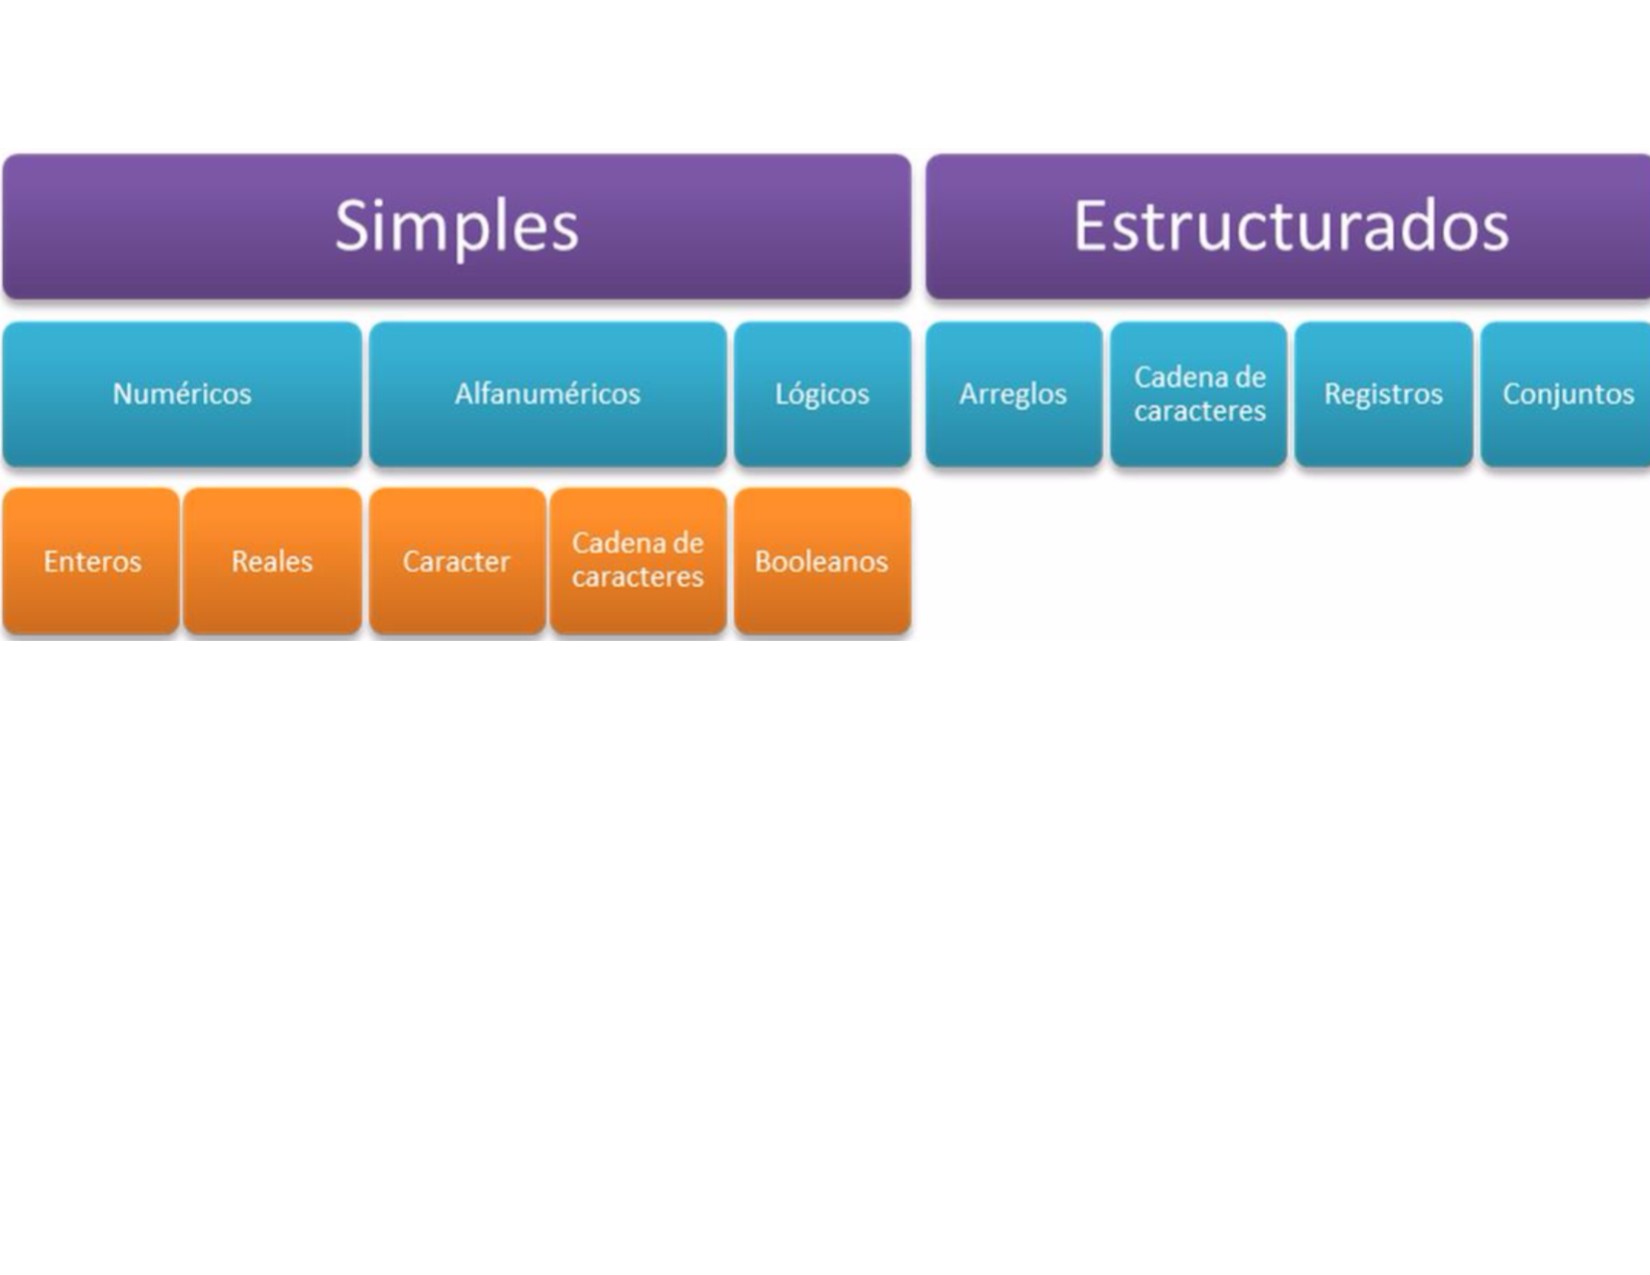 Simples
Estructurados
Numéricos
Alfanuméricos
Lógicos
Arreglos
Cadena de
caracteres
Registros
Conjuntos
Enteros
Reales
Caracter
Cadena de
caracteres
Booleanos